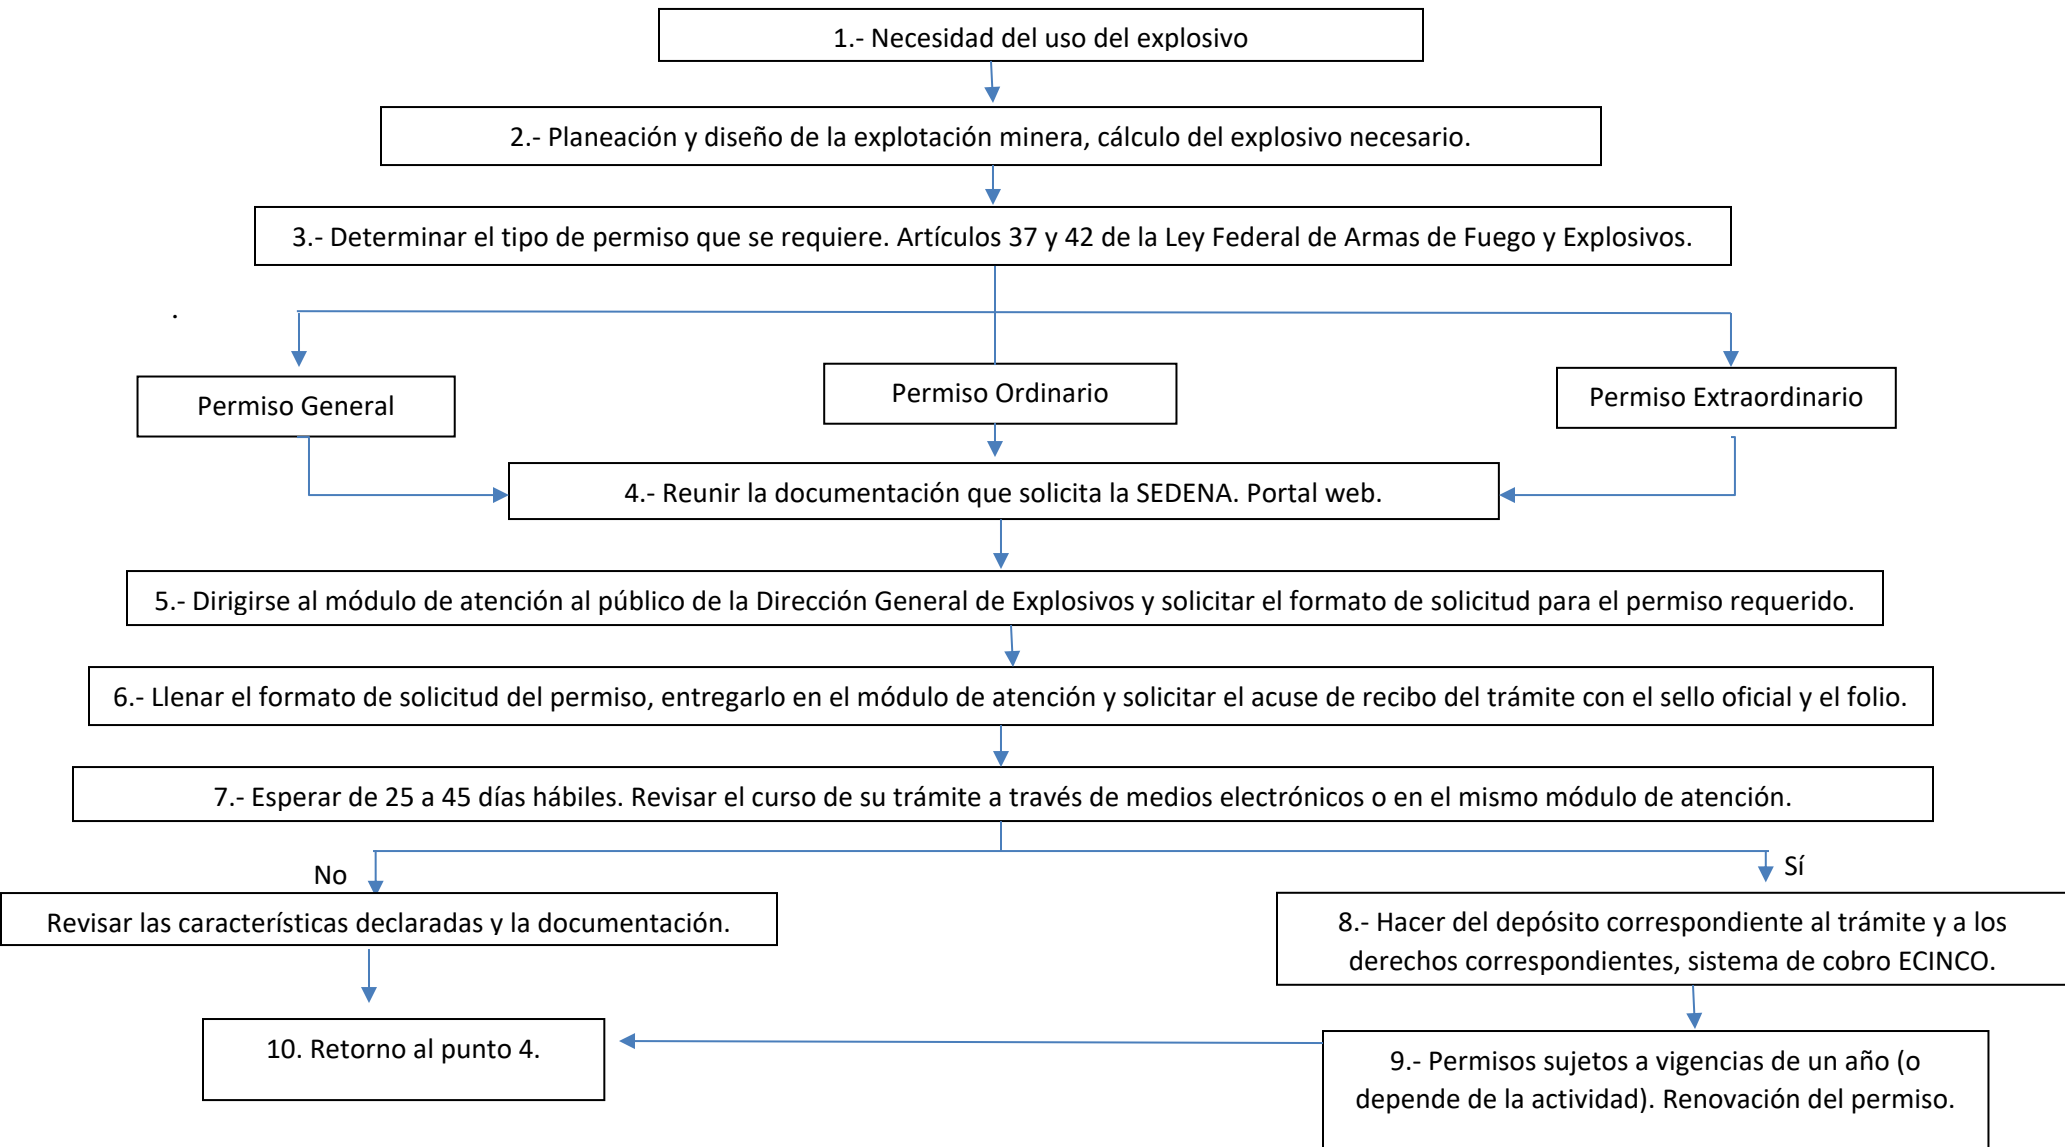 1.- Necesidad del uso del explosivo
2.- Planeación y diseño de la explotación minera, cálculo del explosivo necesario.
3.- Determinar el tipo de permiso que se requiere. Artículos 37 y 42 de la Ley Federal de Armas de Fuego y Explosivos.
.
Permiso General
Permiso Ordinario
Permiso Extraordinario
4.- Reunir la documentación que solicita la SEDENA. Portal web.
5.- Dirigirse al módulo de atención al público de la Dirección General de Explosivos y solicitar el formato de solicitud para el permiso requerido.
6.- Llenar el formato de solicitud del permiso, entregarlo en el módulo de atención y solicitar el acuse de recibo del trámite con el sello oficial y el folio.
7.- Esperar de 25 a 45 días hábiles. Revisar el curso de su trámite a través de medios electrónicos o en el mismo módulo de atención.
No
Sí
Revisar las características declaradas y la documentación.
8.- Hacer del depósito correspondiente al trámite y a los
derechos correspondientes, sistema de cobro ECINCO.
10. Retorno al punto 4.
9.- Permisos sujetos a vigencias de un año (o
depende de la actividad). Renovación del permiso.